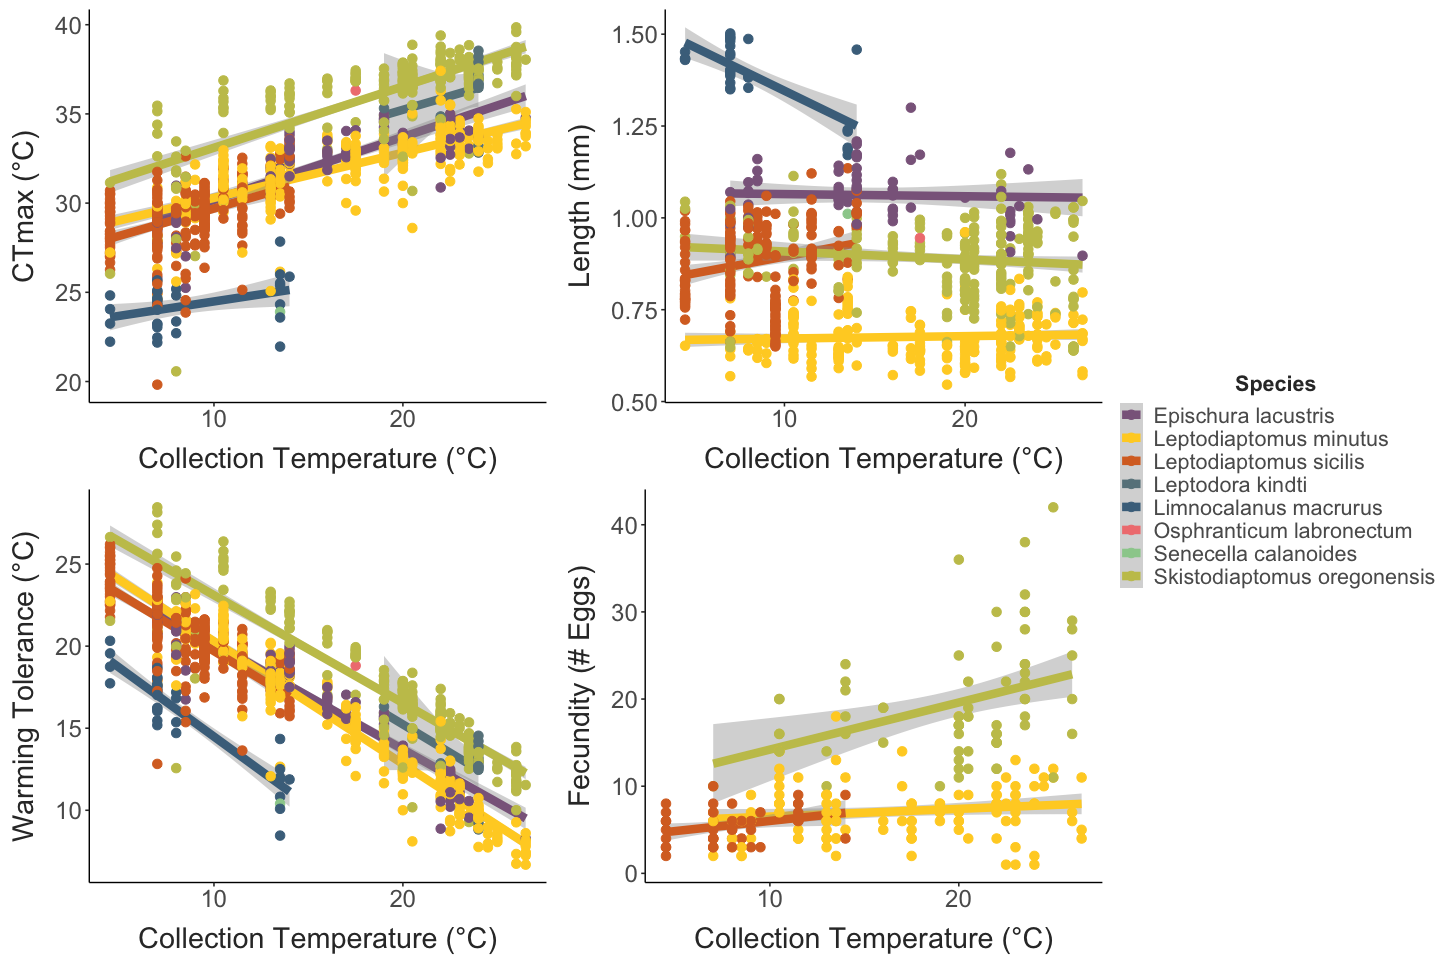 CTmax (°C)
40
35
30
25
20
10
20
Collection Temperature (°C)
Length (mm)
1.50
1.25
1.00
0.75
0.50
10
20
Collection Temperature (°C)
Warming Tolerance (°C)
25
20
15
10
10
20
Collection Temperature (°C)
Fecundity (# Eggs)
40
30
20
10
0
10
20
Collection Temperature (°C)
Species
Epischura lacustris
Leptodiaptomus minutus
Leptodiaptomus sicilis
Leptodora kindti
Limnocalanus macrurus
Osphranticum labronectum
Senecella calanoides
Skistodiaptomus oregonensis